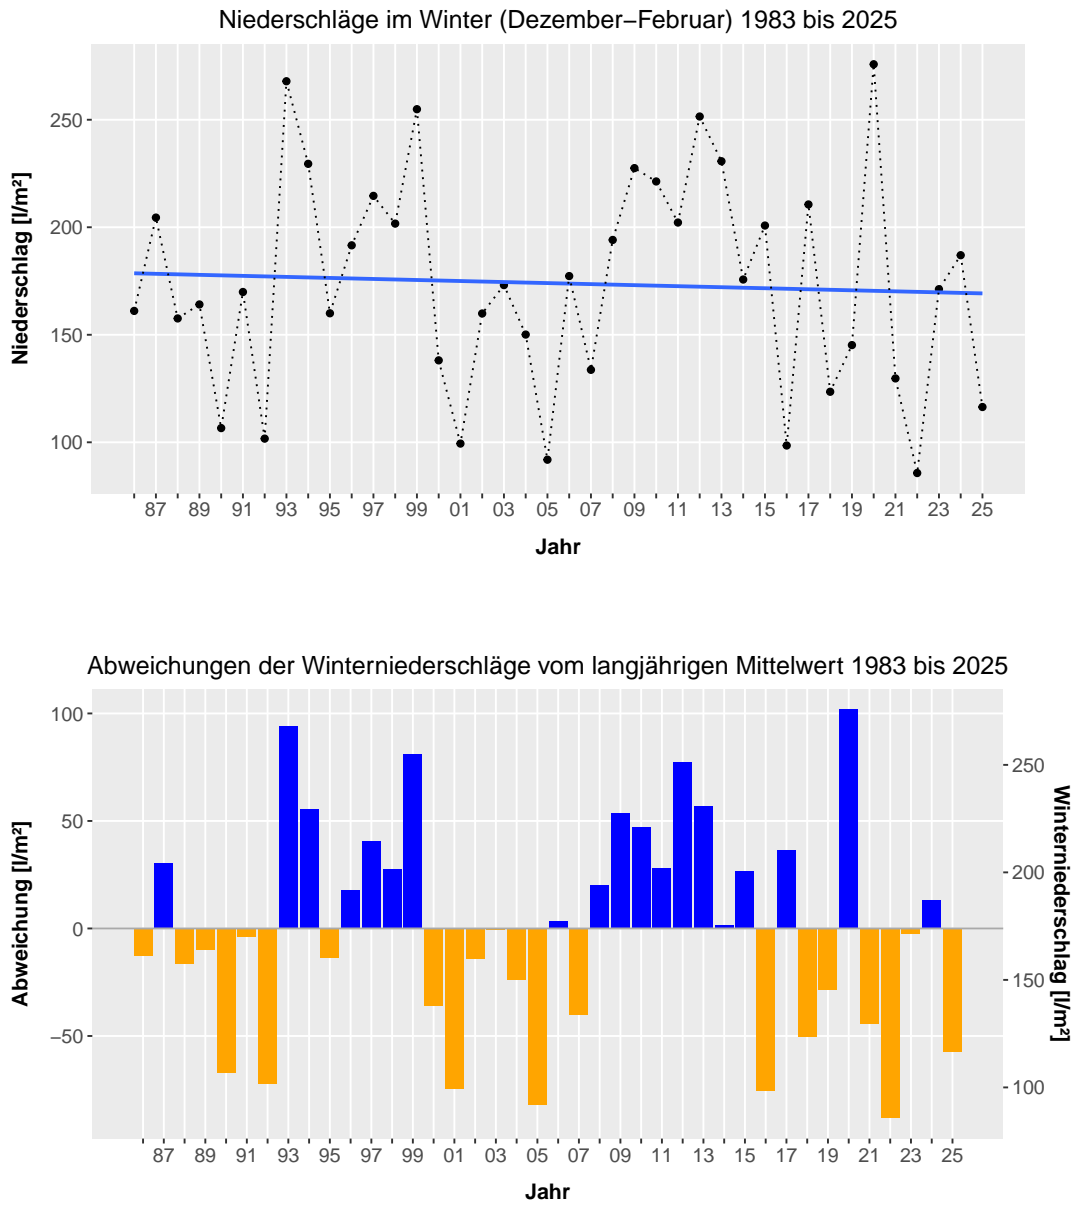 Niederschläge im Winter (Dezember−Februar) 1983 bis 2025
Niederschlag [l/m²]
250
200
150
100
87 89 91 93 95 97 99 01 03 05 07 09 11 13 15 17 19 21 23 25
Jahr
Abweichungen der Winterniederschläge vom langjährigen Mittelwert 1983 bis 2025
Abweichung [l/m²]
100
50
0
−50
250
200
150
100
Winterniederschlag [l/m²]
87 89 91 93 95 97 99 01 03 05 07 09 11 13 15 17 19 21 23 25
Jahr